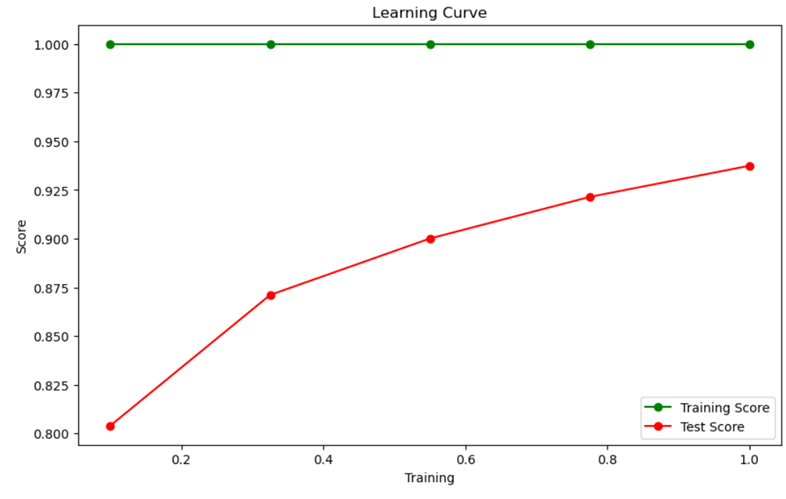 Learning Curve
1.000
0.975
0.950
0.925
0.900
0.875
0.850
0.825
0.800
Score
Training Score
Test Score
0.2 0.4 0.6 0.8 1.0
Training